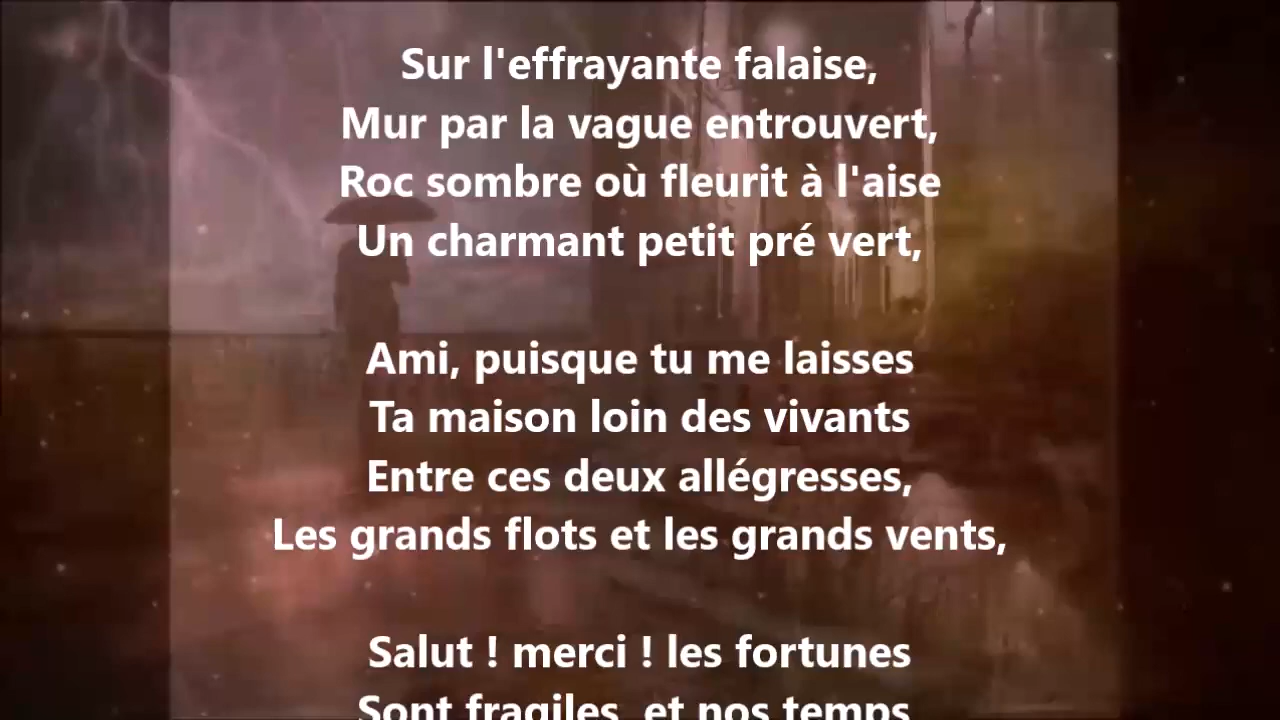 Sur l'effrayante falaise,
Mur par la vague entrouvert,
Roc sombre où fleurit à l'aise
Un charmant petit pré vert,
Ami, puisque tu me laisses
Ta maison loin des vivants
Entre ces deux allégresses,
Les grands flots et les grands vents,
Salut ! merci ! les fortunes
Sont fragiles, et nos temps